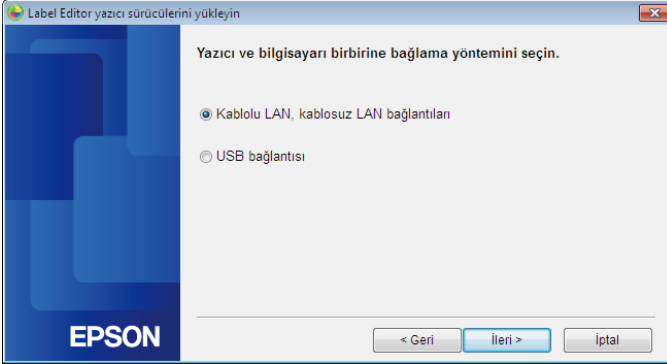 Label Editor yazıcı sürücülerini yükleyin
Yazıcı ve bilgisayarı birbirine bağlama yöntemini seçin.
Kablolu LAN, kablosuz LAN bağlantıları
USB bağlantısı
EPSON
< Geri
İleri >
İptal